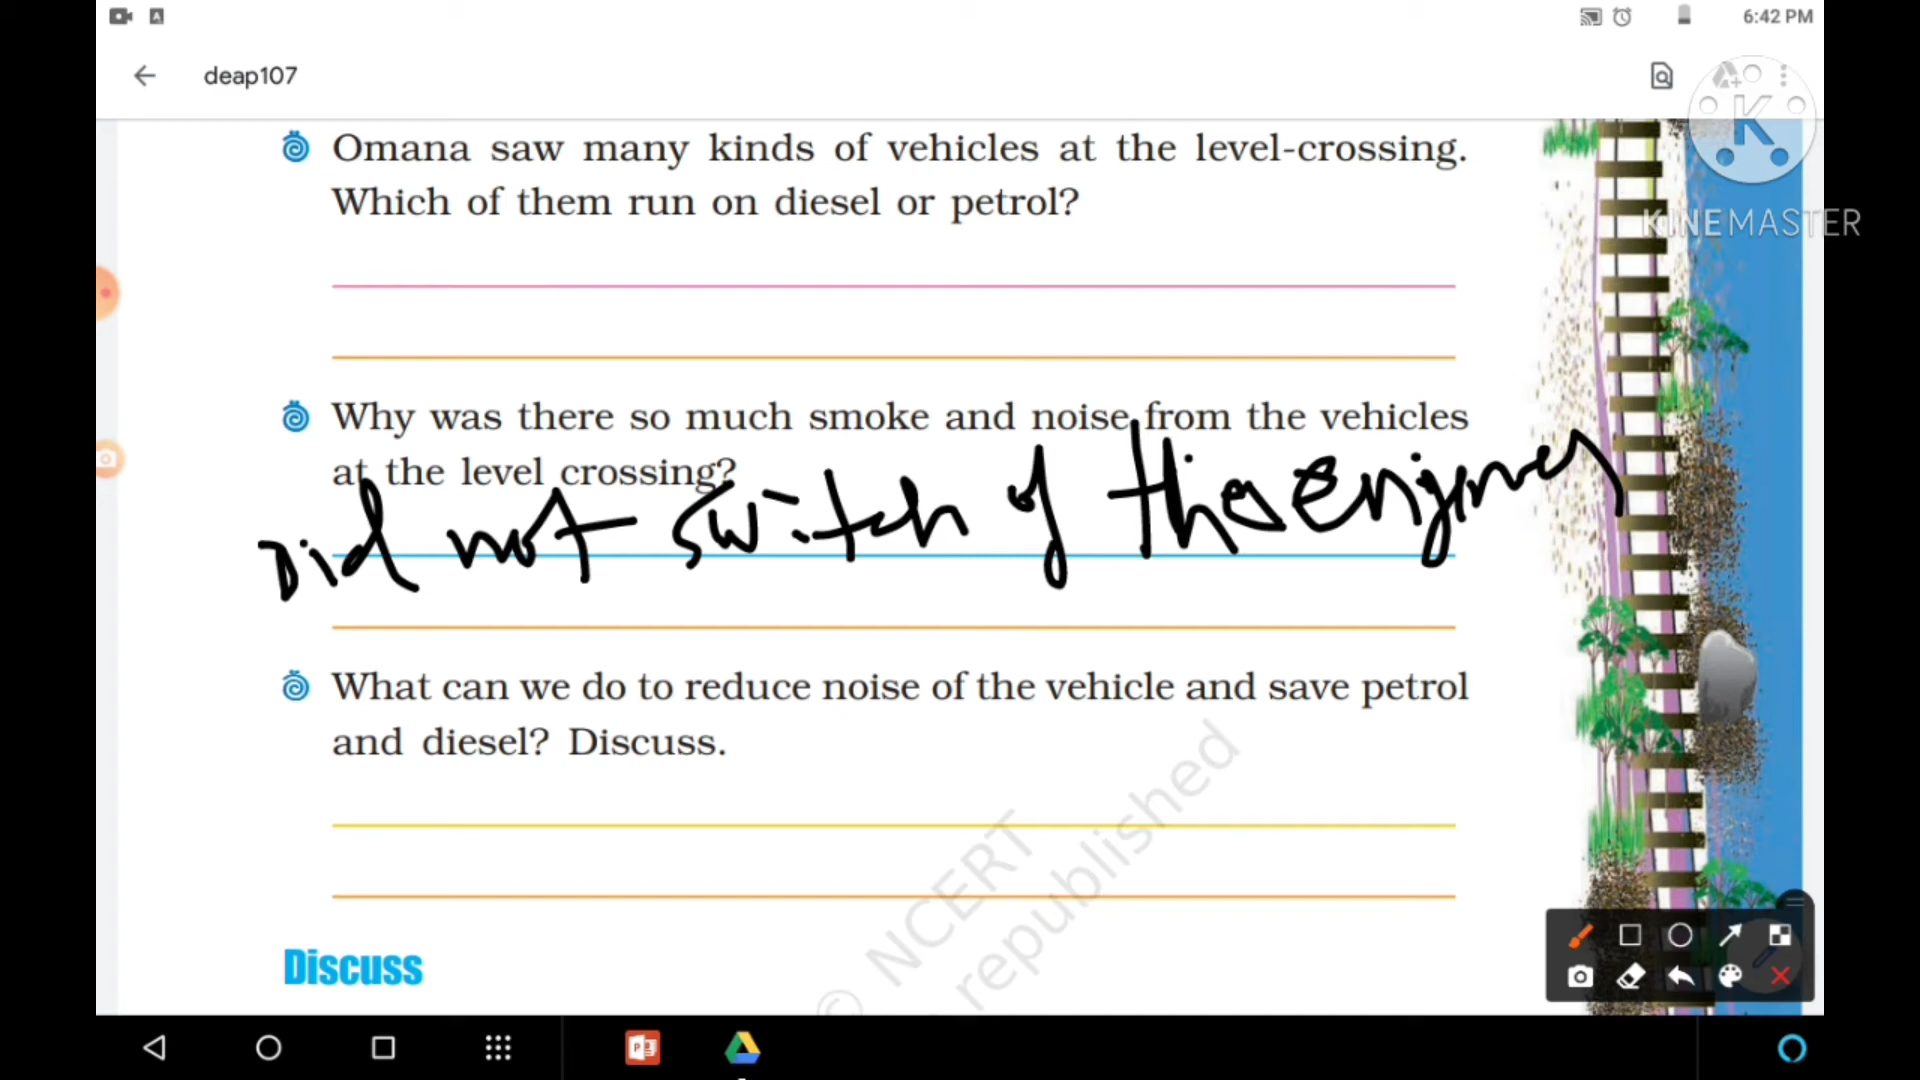 6:42 PM
deap107
K
KINEMASTER
Omana saw many kinds of vehicles at the level-crossing.
Which of them run on diesel or petrol?
Why was there so much smoke and noise from the vehicles
at the level crossing?
Did not switch of the engines
What can we do to reduce noise of the vehicle and save petrol
and diesel? Discuss.
© NCERT
republished
Discuss